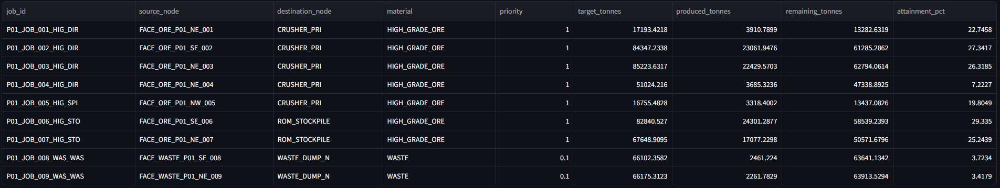 job_id source_node destination_node material priority target_tonnes produced_tonnes remaining_tonnes attainment_pct
P01_JOB_001_HIG_DIR FACE_ORE_P01_NE_001 CRUSHER_PRI HIGH_GRADE_ORE 1 17193.4218 3910.7899 13282.6319 22.7458
P01_JOB_002_HIG_DIR FACE_ORE_P01_SE_002 CRUSHER_PRI HIGH_GRADE_ORE 1 84347.2338 23061.9476 61285.2862 27.3417
P01_JOB_003_HIG_DIR FACE_ORE_P01_NE_003 CRUSHER_PRI HIGH_GRADE_ORE 1 85223.6317 22429.5703 62794.0614 26.3185
P01_JOB_004_HIG_DIR FACE_ORE_P01_NE_004 CRUSHER_PRI HIGH_GRADE_ORE 1 51024.216 3685.3236 47338.8925 7.2227
P01_JOB_005_HIG_SPL FACE_ORE_P01_NW_005 CRUSHER_PRI HIGH_GRADE_ORE 1 16755.4828 3318.4002 13437.0826 19.8049
P01_JOB_006_HIG_STO FACE_ORE_P01_SE_006 ROM_STOCKPILE HIGH_GRADE_ORE 1 82840.527 24301.2877 58539.2393 29.335
P01_JOB_007_HIG_STO FACE_ORE_P01_NE_007 ROM_STOCKPILE HIGH_GRADE_ORE 1 67648.9095 17077.2298 50571.6796 25.2439
P01_JOB_008_WAS_WAS FACE_WASTE_P01_SE_008 WASTE_DUMP_N WASTE 0.1 66102.3582 2461.224 63641.1342 3.7234
P01_JOB_009_WAS_WAS FACE_WASTE_P01_NE_009 WASTE_DUMP_N WASTE 0.1 66175.3123 2261.7829 63913.5294 3.4179